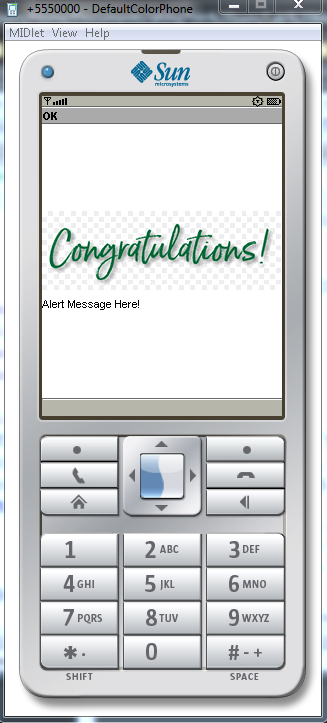 +5550000 - DefaultColorPhone
MIDlet View Help
Sun
microsystems
OK
Congratulations!
Alert Message Here!
1 2 ABC 3 DEF
4 GHI 5 JKL 6 MNO
7 PQRS 8 TUV 9 WXYZ
* . 0 # - +
SHIFT SPACE